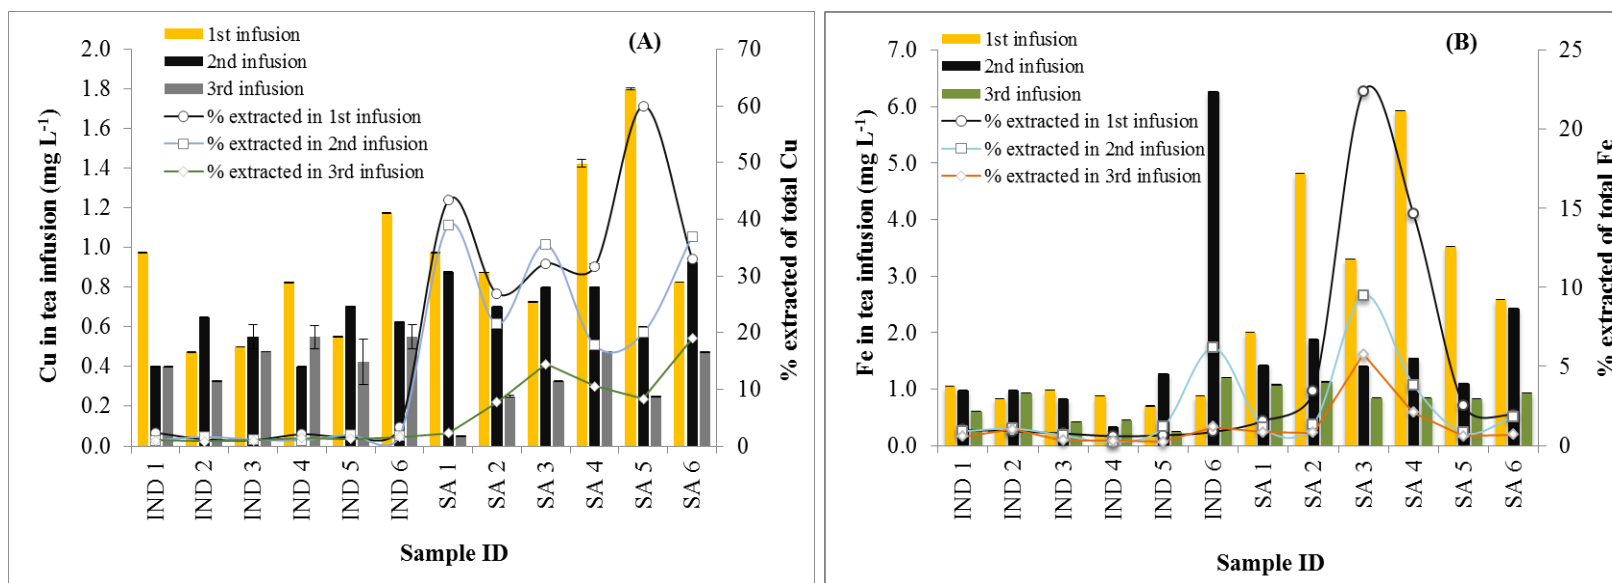 (A)
1st infusion
2nd infusion
3rd infusion
% extracted in 1st infusion
% extracted in 2nd infusion
% extracted in 3rd infusion
Cu in tea infusion (mg L-1)
2.0
1.8
1.6
1.4
1.2
1.0
0.8
0.6
0.4
0.2
0.0
% extracted of total Cu
70
60
50
40
30
20
10
0
IND 1
IND 2
IND 3
IND 4
IND 5
IND 6
SA 1
SA 2
SA 3
SA 4
SA 5
SA 6
Sample ID
(B)
1st infusion
2nd infusion
3rd infusion
% extracted in 1st infusion
% extracted in 2nd infusion
% extracted in 3rd infusion
Fe in tea infusion (mg L-1)
7.0
6.0
5.0
4.0
3.0
2.0
1.0
0.0
% extracted of total Fe
25
20
15
10
5
0
IND 1
IND 2
IND 3
IND 4
IND 5
IND 6
SA 1
SA 2
SA 3
SA 4
SA 5
SA 6
Sample ID